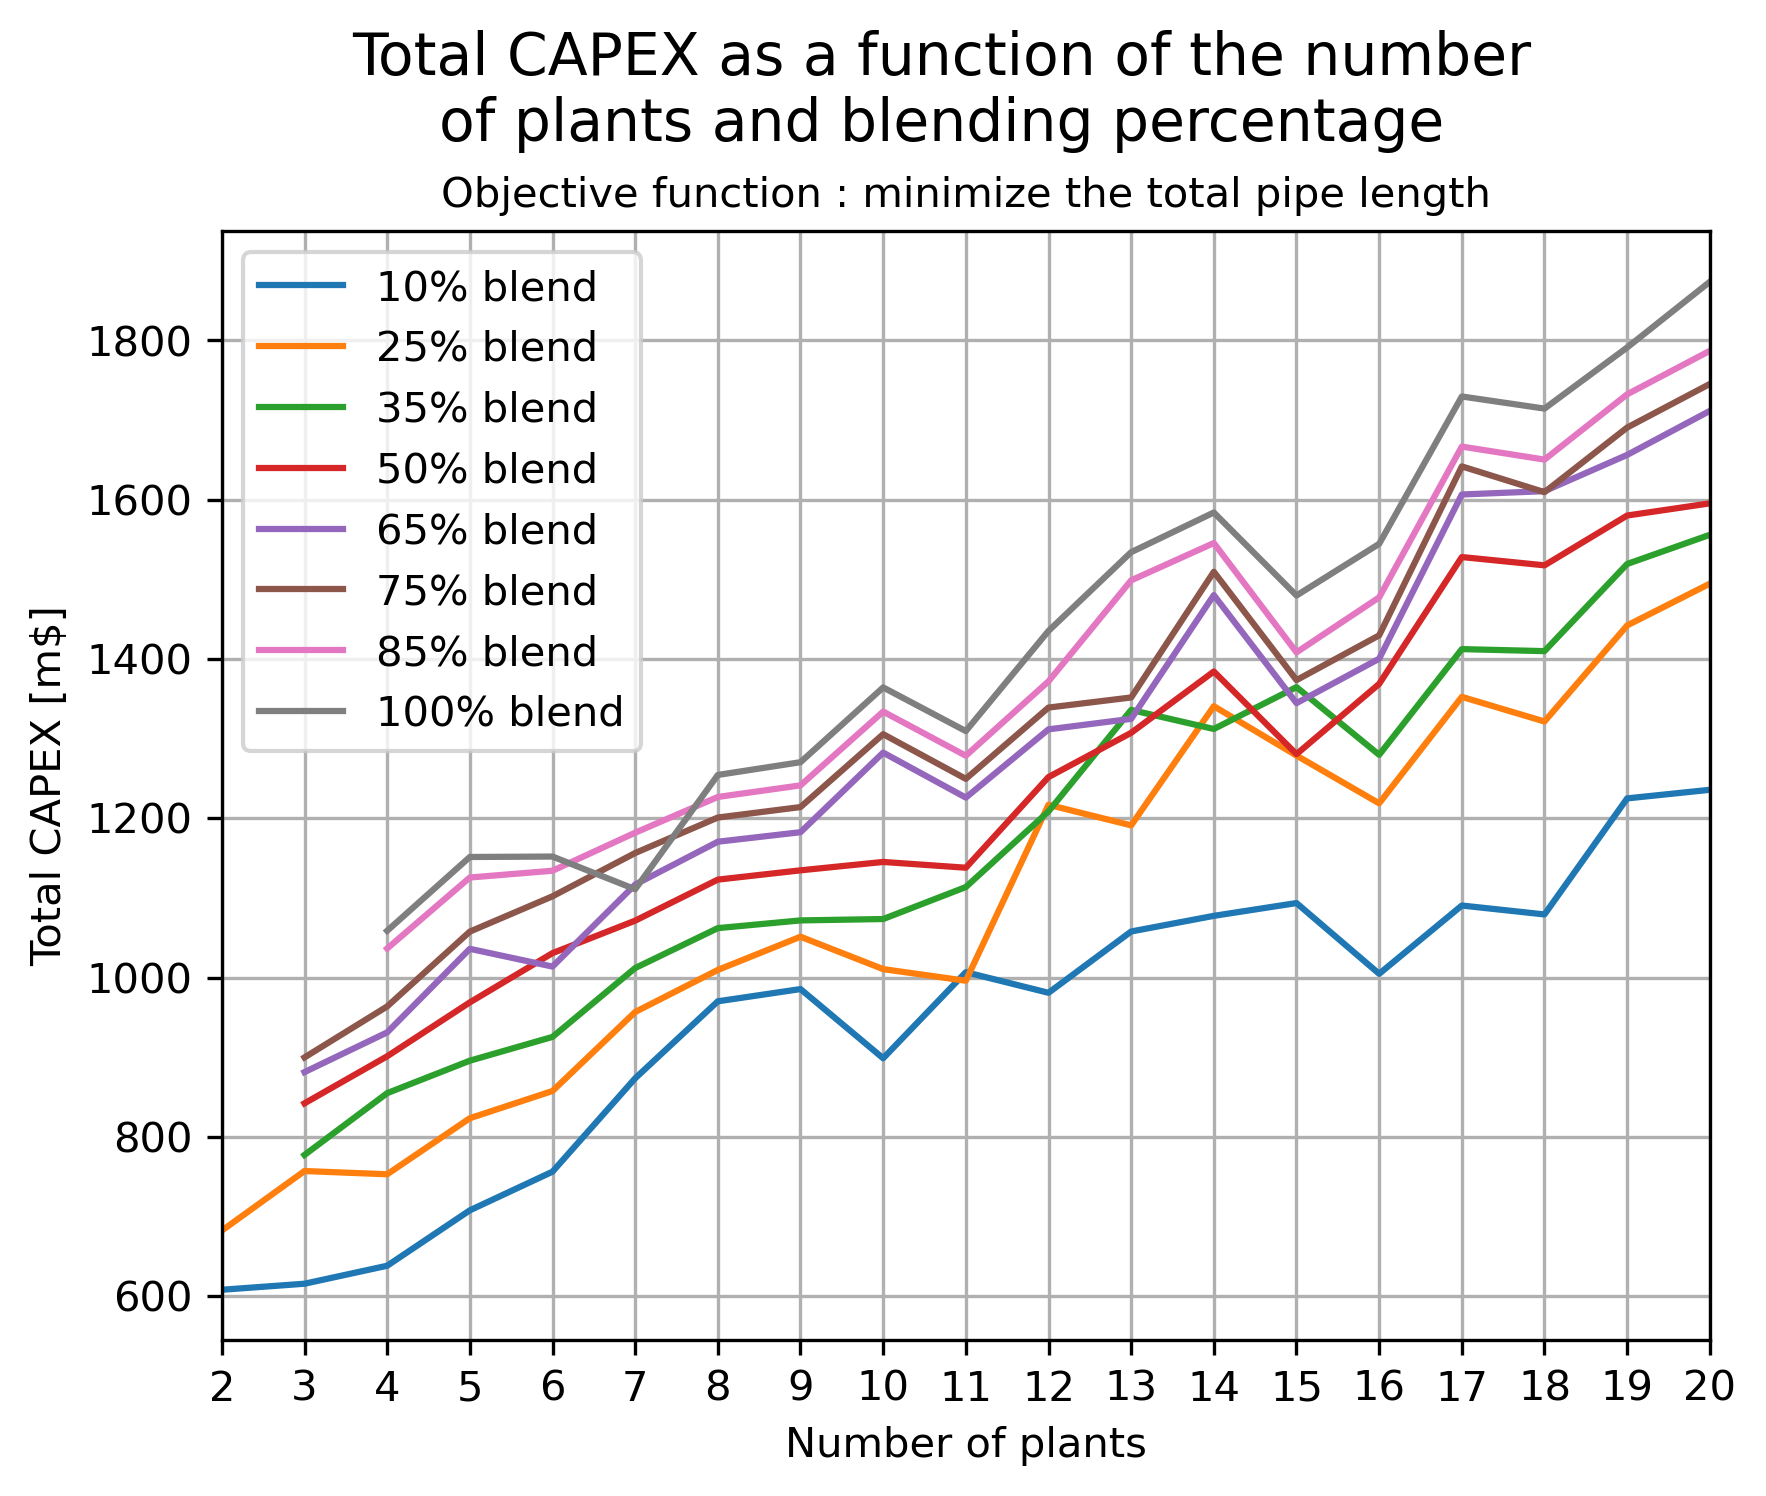 Total CAPEX as a function of the number
of plants and blending percentage
Objective function : minimize the total pipe length
10% blend
25% blend
35% blend
50% blend
65% blend
75% blend
85% blend
100% blend
1800
1600
1400
1200
1000
800
600
Total CAPEX [m$]
2 3 4 5 6 7 8 9 10 11 12 13 14 15 16 17 18 19 20
Number of plants